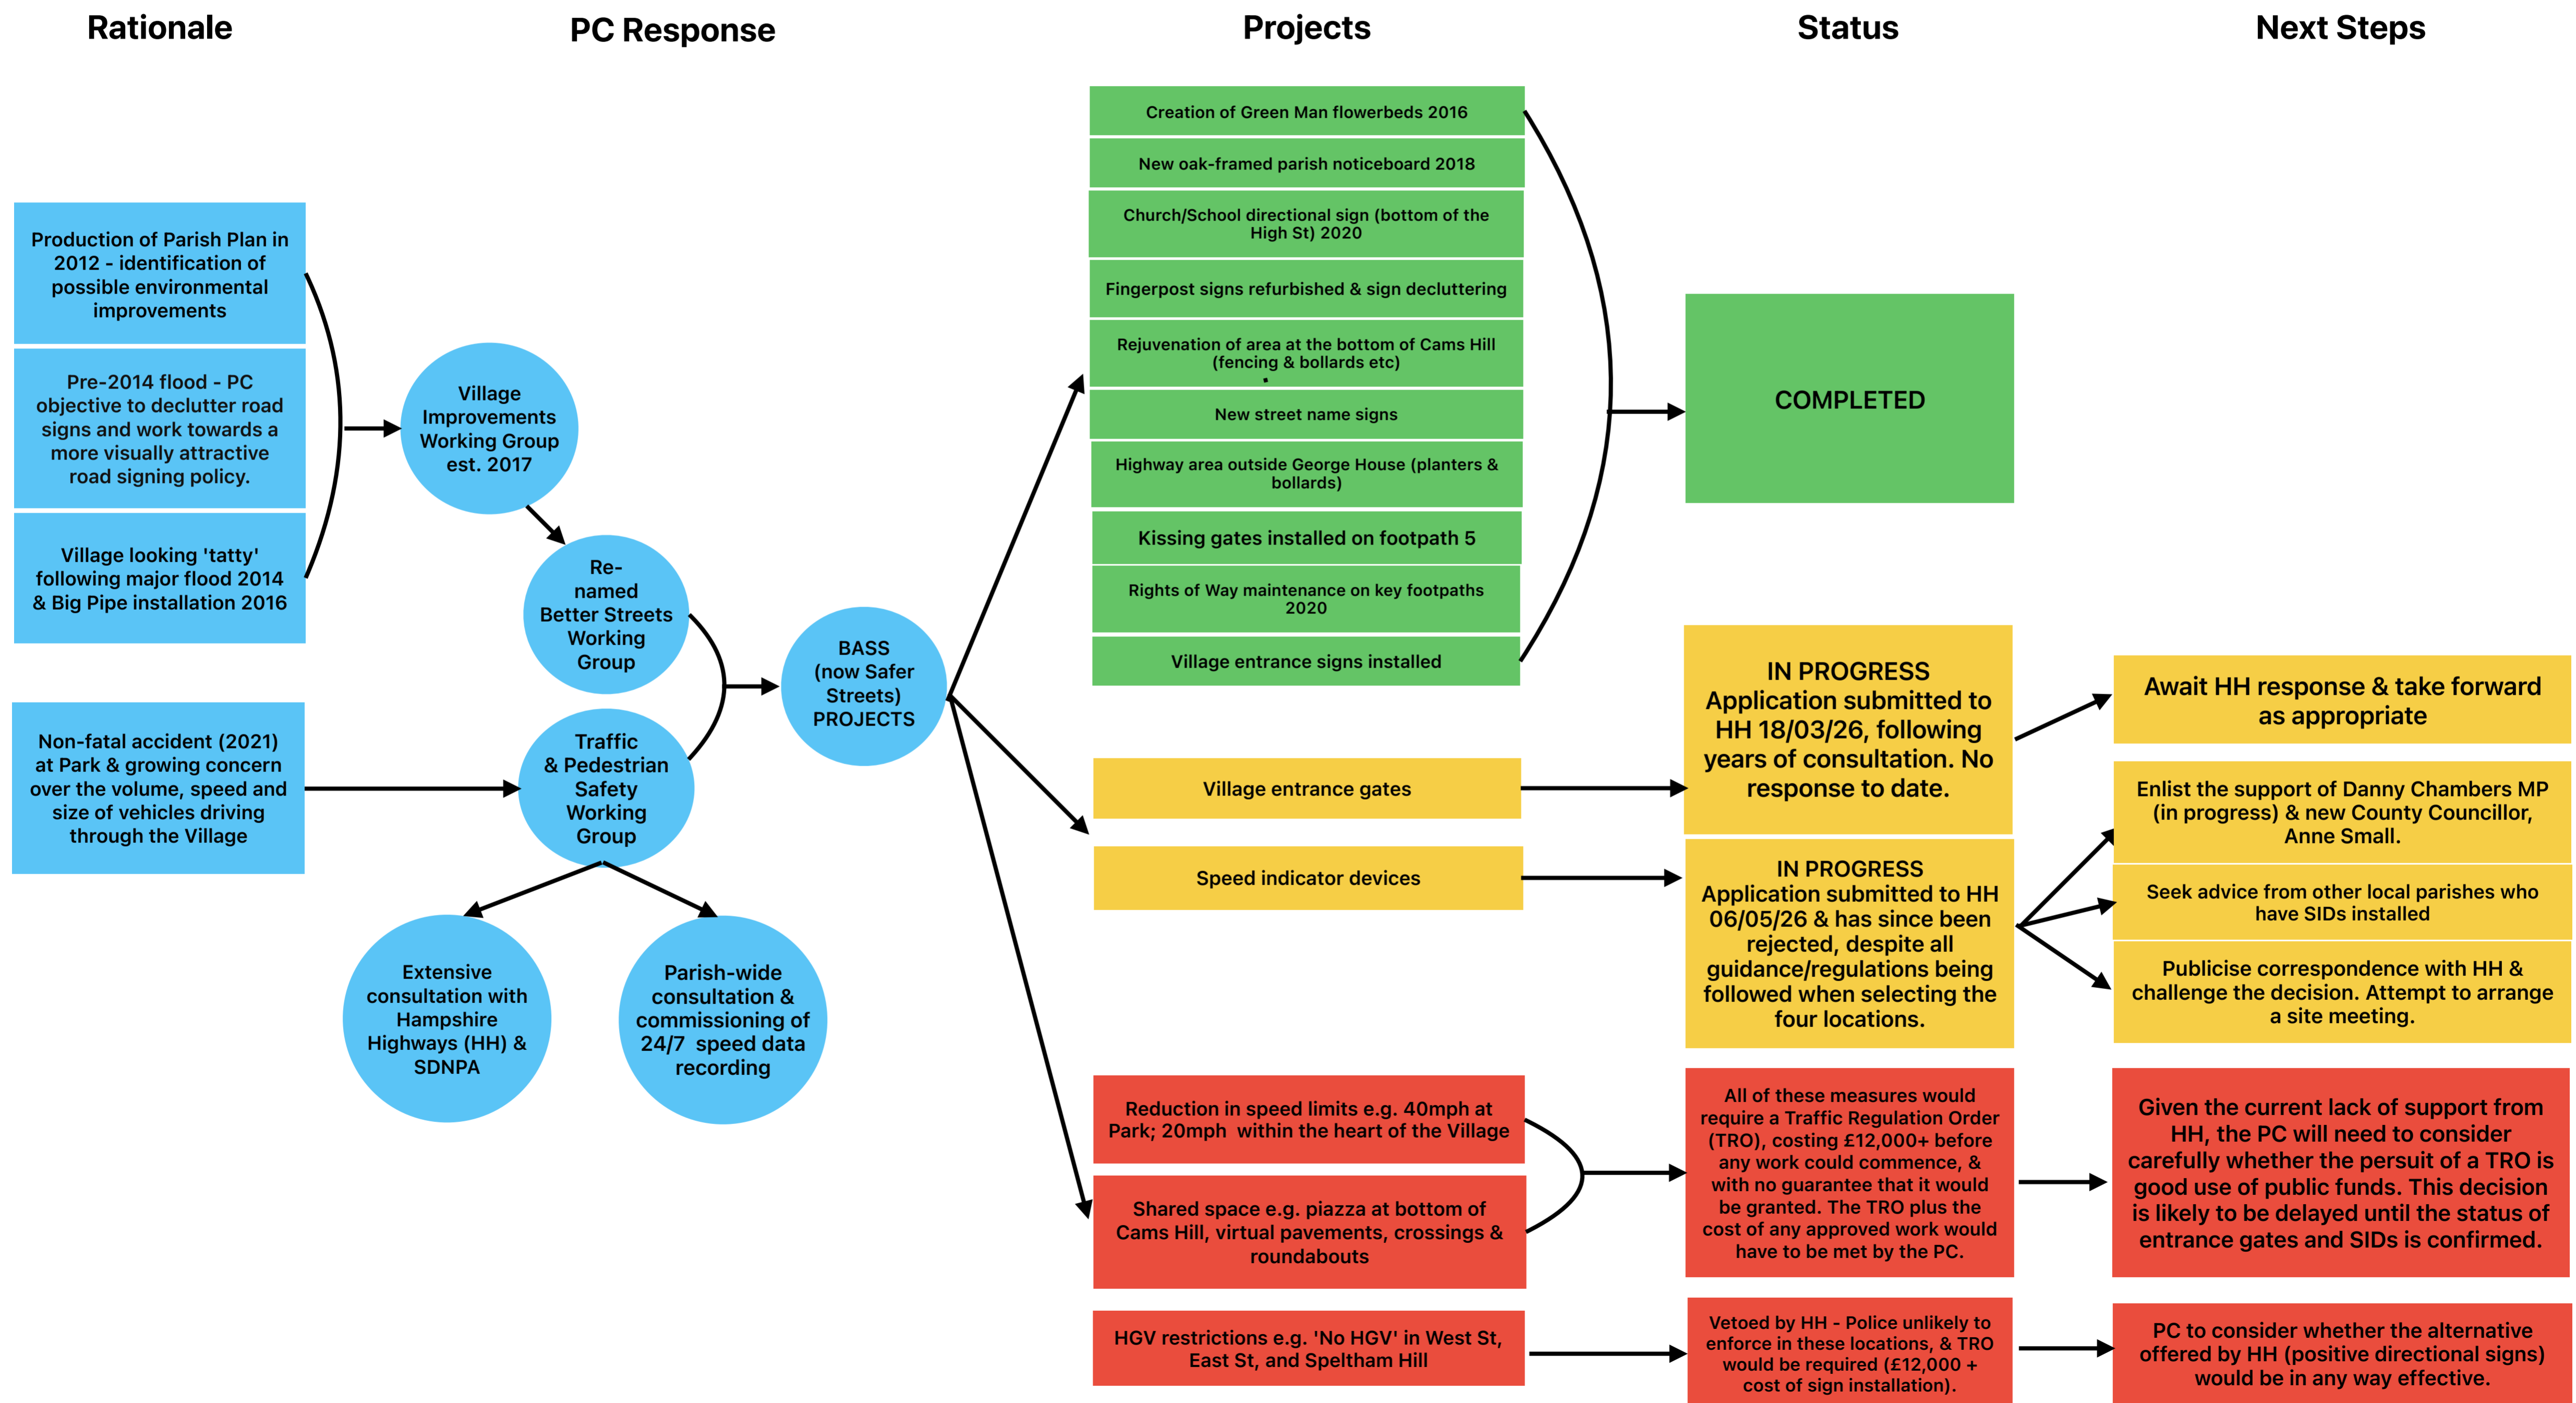 Rationale
PC Response
Projects
Status
Next Steps
Production of Parish Plan in
2012 - identification of
possible environmental
improvements
Pre-2014 flood - PC
objective to declutter road
signs and work towards a
more visually attractive
road signing policy.
Village looking 'tatty'
following major flood 2014
& Big Pipe installation 2016
Non-fatal accident (2021)
at Park & growing concern
over the volume, speed and
size of vehicles driving
through the Village
Village
Improvements
Working Group
est. 2017
Re-
named
Better Streets
Working
Group
Traffic
& Pedestrian
Safety
Working
Group
Extensive
consultation with
Hampshire
Highways (HH) &
SDNPA
Parish-wide
consultation &
commissioning of
24/7  speed data
recording
BASS
(now Safer
Streets)
PROJECTS
Creation of Green Man flowerbeds 2016
New oak-framed parish noticeboard 2018
Church/School directional sign (bottom of the
High St) 2020
Fingerpost signs refurbished & sign decluttering
Rejuvenation of area at the bottom of Cams Hill
(fencing & bollards etc)
.
New street name signs
Highway area outside George House (planters &
bollards)
Kissing gates installed on footpath 5
Rights of Way maintenance on key footpaths
2020
Village entrance signs installed
Village entrance gates
Speed indicator devices
Reduction in speed limits e.g. 40mph at
Park; 20mph  within the heart of the Village
Shared space e.g. piazza at bottom of
Cams Hill, virtual pavements, crossings &
roundabouts
HGV restrictions e.g. 'No HGV' in West St,
East St, and Speltham Hill
COMPLETED
IN PROGRESS
Application submitted to
HH 18/03/26, following
years of consultation. No
response to date.
IN PROGRESS
Application submitted to HH
06/05/26 & has since been
rejected, despite all
guidance/regulations being
followed when selecting the
four locations.
All of these measures would
require a Traffic Regulation Order
(TRO), costing £12,000+ before
any work could commence, &
with no guarantee that it would
be granted. The TRO plus the
cost of any approved work would
have to be met by the PC.
Vetoed by HH - Police unlikely to
enforce in these locations, & TRO
would be required (£12,000 +
cost of sign installation).
Await HH response & take forward
as appropriate
Enlist the support of Danny Chambers MP
(in progress) & new County Councillor,
Anne Small.
Seek advice from other local parishes who
have SIDs installed
Publicise correspondence with HH &
challenge the decision. Attempt to arrange
a site meeting.
Given the current lack of support from
HH, the PC will need to consider
carefully whether the persuit of a TRO is
good use of public funds. This decision
is likely to be delayed until the status of
entrance gates and SIDs is confirmed.
PC to consider whether the alternative
offered by HH (positive directional signs)
would be in any way effective.